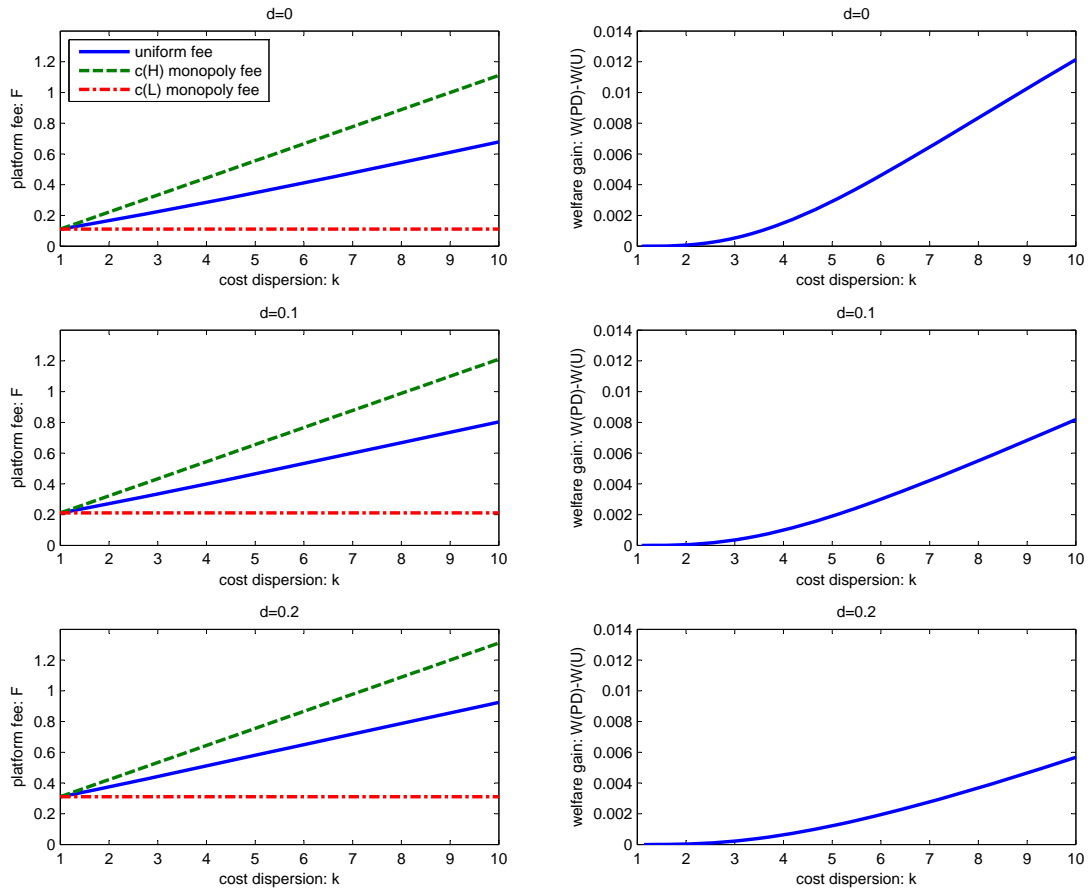 d=0
platform fee: F
1.2
1
0.8
0.6
0.4
0.2
0
uniform fee
c(H) monopoly fee
c(L) monopoly fee
1 2 3 4 5 6 7 8 9 10
cost dispersion: k
d=0
welfare gain: W(PD)-W(U)
0.014
0.012
0.01
0.008
0.006
0.004
0.002
0
1 2 3 4 5 6 7 8 9 10
cost dispersion: k
d=0.1
platform fee: F
1.2
1
0.8
0.6
0.4
0.2
0
1 2 3 4 5 6 7 8 9 10
cost dispersion: k
d=0.1
welfare gain: W(PD)-W(U)
0.014
0.012
0.01
0.008
0.006
0.004
0.002
0
1 2 3 4 5 6 7 8 9 10
cost dispersion: k
d=0.2
platform fee: F
1.2
1
0.8
0.6
0.4
0.2
0
1 2 3 4 5 6 7 8 9 10
cost dispersion: k
d=0.2
welfare gain: W(PD)-W(U)
0.014
0.012
0.01
0.008
0.006
0.004
0.002
0
1 2 3 4 5 6 7 8 9 10
cost dispersion: k